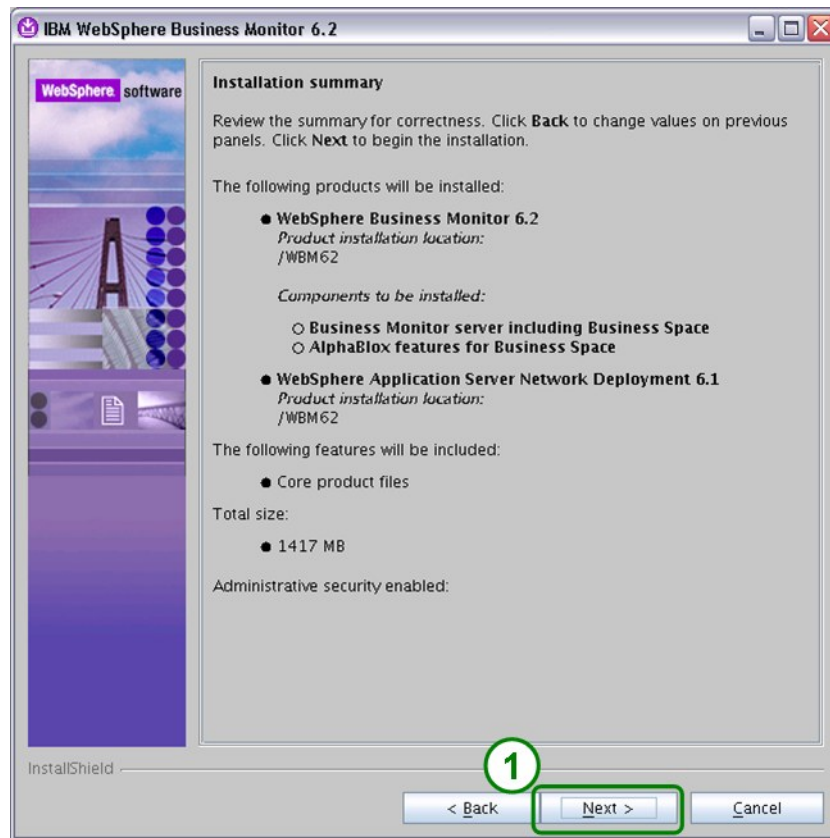 IBM WebSphere Business Monitor 6.2
WebSphere software
Installation summary
Review the summary for correctness. Click Back to change values on previous
panels. Click Next to begin the installation.
The following products will be installed:
WebSphere Business Monitor 6.2
Product installation location:
/WBM62
Components to be installed:
Business Monitor server including Business Space
AlphaBlox features for Business Space
WebSphere Application Server Network Deployment 6.1
Product installation location:
/WBM62
The following features will be included:
Core product files
Total size:
1417 MB
Administrative security enabled:
InstallShield
1
< Back Next > Cancel